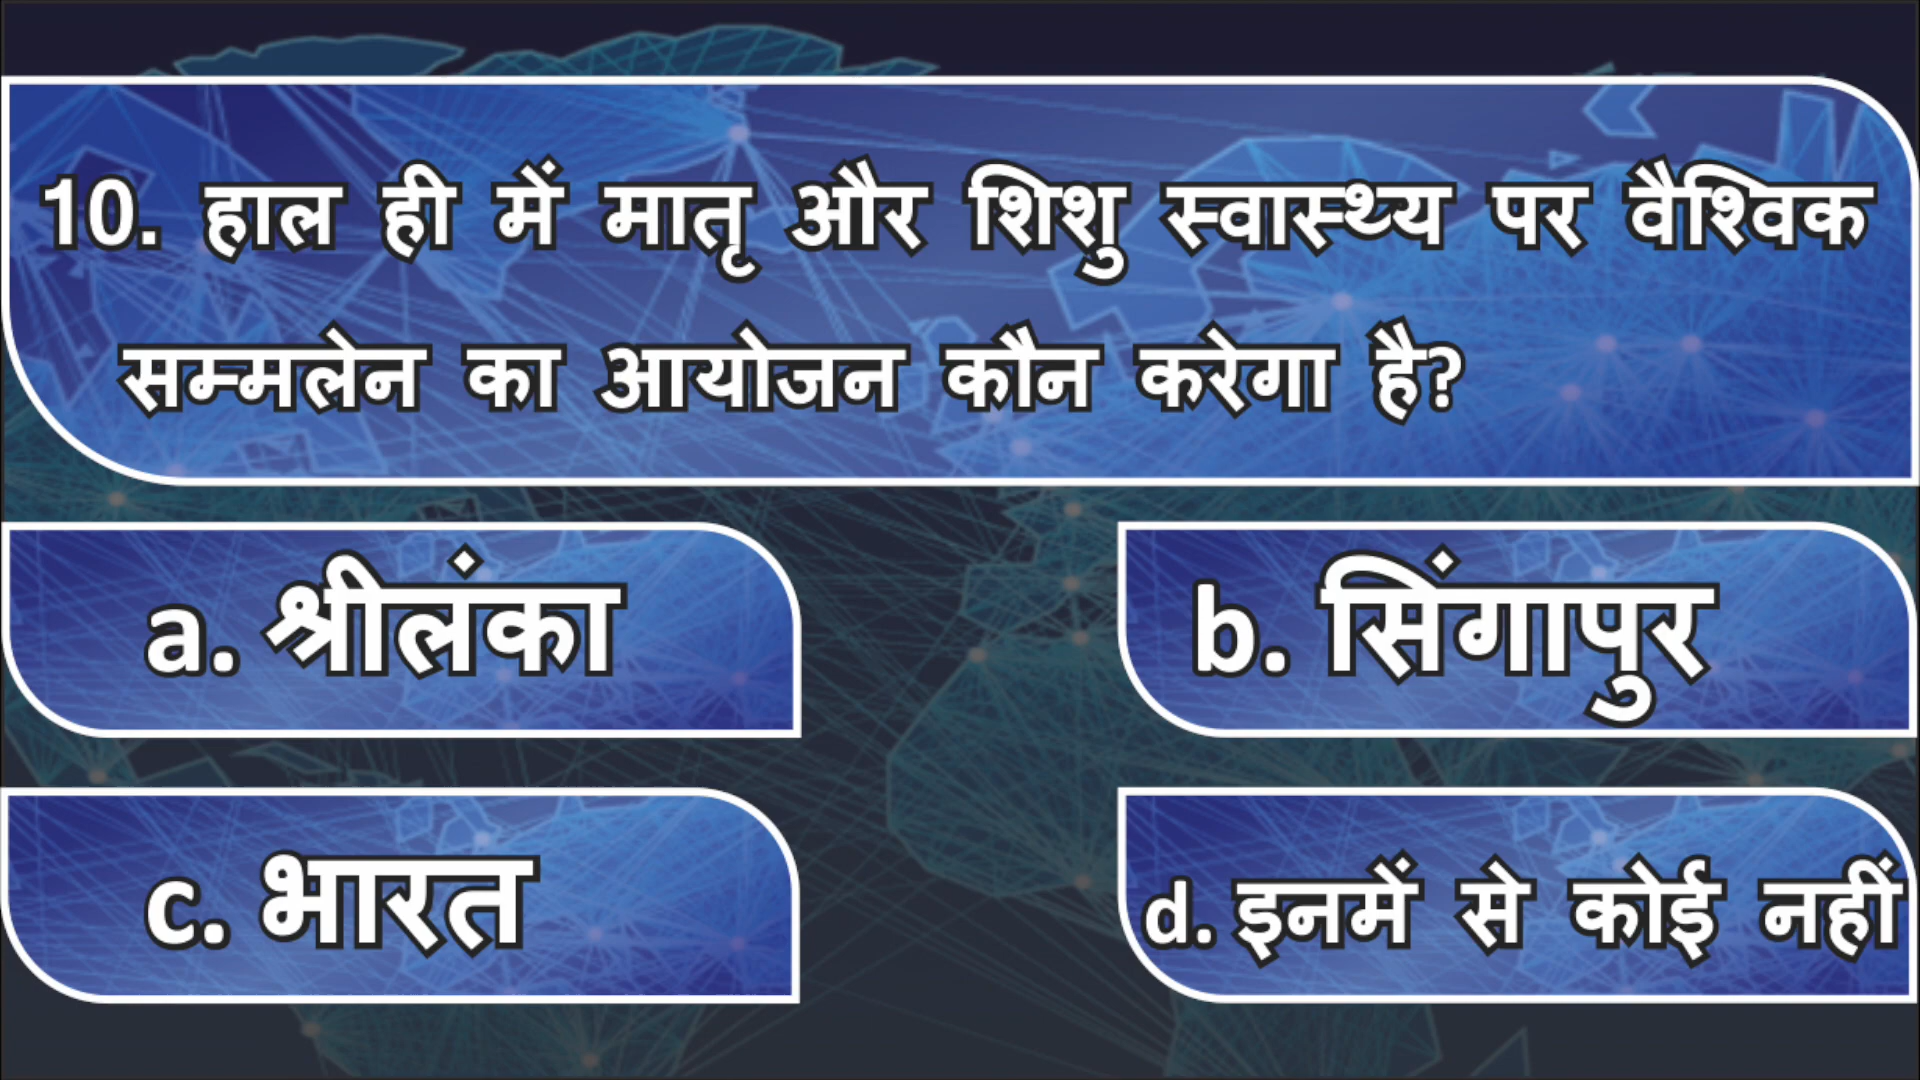 10. हाल ही में मातृ और शिशु स्वास्थ्य पर वैश्विक
सम्मलेन का आयोजन कौन करेगा है?
a. श्रीलंका
b. सिंगापुर
c. भारत
d. इनमें से कोई नहीं